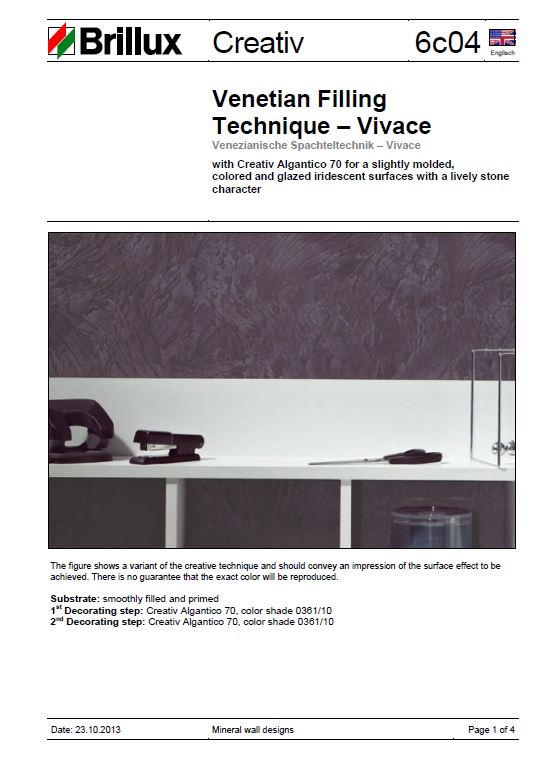 Brillux Creativ 6c04
Englisch
Venetian Filling
Technique – Vivace
Venezianische Spachteltechnik – Vivace
with Creativ Algantico 70 for a slightly molded,
colored and glazed iridescent surfaces with a lively stone
character
The figure shows a variant of the creative technique and should convey an impression of the surface effect to be
achieved. There is no guarantee that the exact color will be reproduced.
Substrate: smoothly filled and primed
1st Decorating step: Creativ Algantico 70, color shade 0361/10
2nd Decorating step: Creativ Algantico 70, color shade 0361/10
Date: 23.10.2013 Mineral wall designs Page 1 of 4